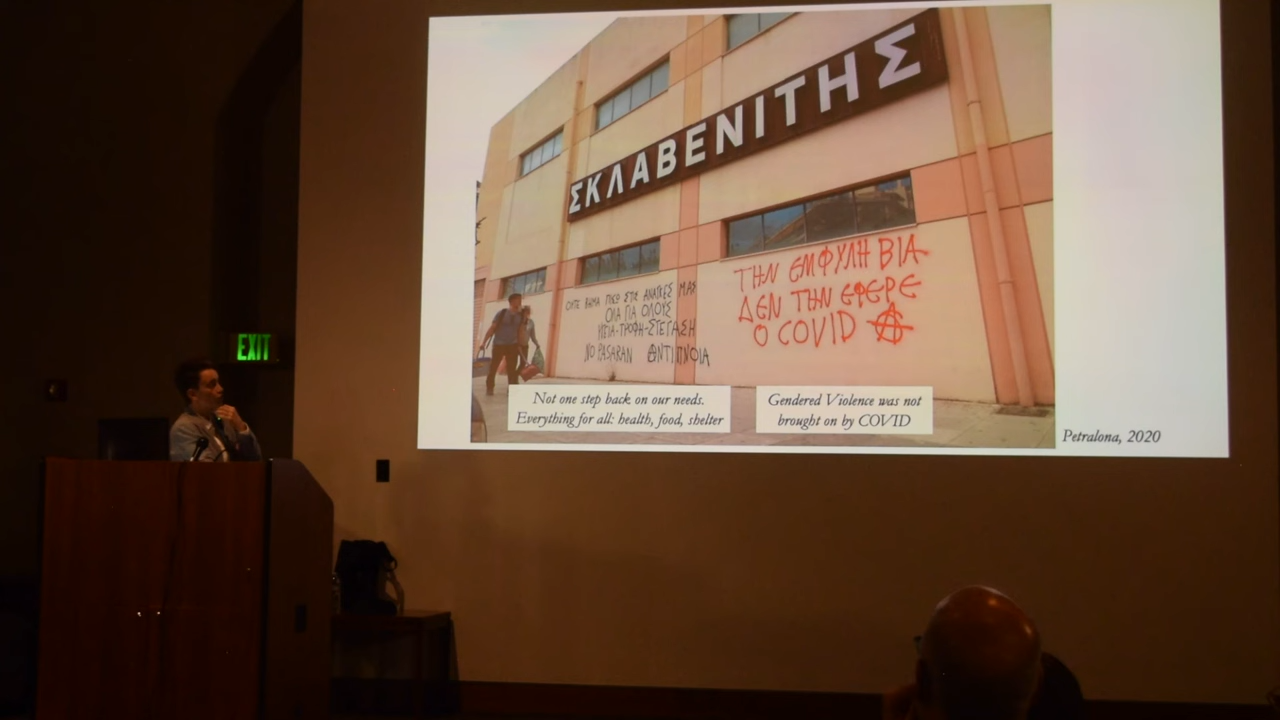 ΣΚΛΑΒΕΝΙΤΗΣ
ΟΥΤΕ ΒΗΜΑ ΠΙΣΩ ΣΤΙΣ ΑΝΑΓΚΕΣ ΜΑΣ
ΟΛΑ ΓΙΑ ΟΛΟΥΣ
ΥΓΕΙΑ-ΤΡΟΦΗ-ΣΤΕΓΑΣΗ
NO PASARAN ΑΝΤΙΠΝΟΙΑ
ΤΗΝ ΕΜΦΥΛΗ ΒΙΑ
ΔΕΝ ΤΗΝ ΕΦΕΡΕ
Ο COVID
Not one step back on our needs.
Everything for all: health, food, shelter
Gendered Violence was not
brought on by COVID
Petralona, 2020
EXIT